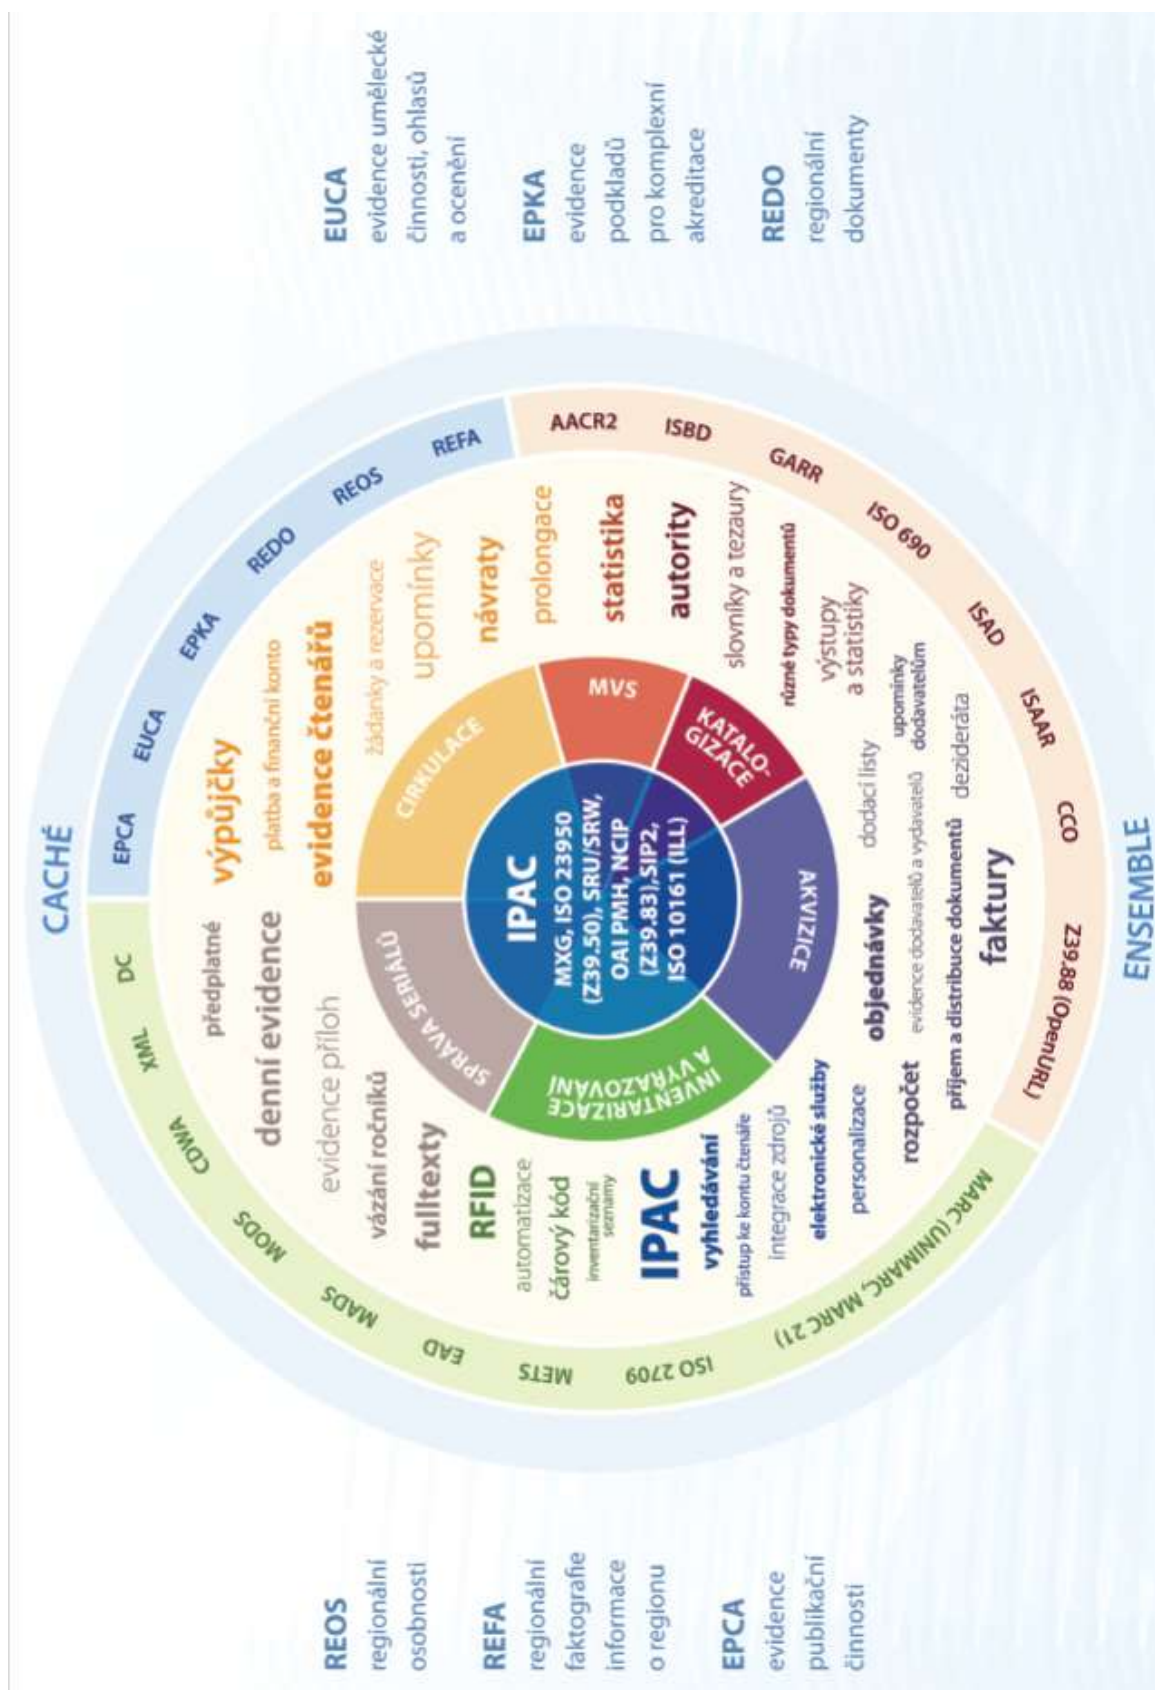 CACHÉ
EPCA
EUCA
EPKA
REDO
REOS
REFA
AACR2
ISBD
GARR
ISO 690
ISAD
ISAAR
CCO
Z39.88 (OpenURL)
MARC (UNIMARC, MARC 21)
ISO 2709
METS
EAD
MADS
MODS
CDWA
XML
DC
ENSEMBLE
výpůjčky
platba a finanční konto
evidence čtenářů
žádanky a rezervace
upomínky
návraty
prolongace
statistika
autority
slovníky a tezaury
různé typy dokumentů
výstupy
a statistiky
upomínky
dodavatelům
dodací listy
dezideráta
objednávky
evidence dodavatelů a vydavatelů
příjem a distribuce dokumentů
faktury
rozpočet
personalizace
elektronické služby
integrace zdrojů
přístup ke kontu čtenáře
vyhledávání
IPAC
inventarizační
seznamy
čárový kód
automatizace
RFID
fulltexty
vázání ročníků
evidence příloh
denní evidence
předplatné
CIRKULACE
MVS
KATALO-
GIZACE
AKVIZICE
INVENTARIZACE
A VYŘAZOVÁNÍ
SPRÁVA SERIÁLŮ
IPAC
MXG, ISO 23950
(Z39.50), SRU/SRW,
OAI PMH, NCIP
(Z39.83),SIP2,
ISO 10161 (ILL)
REOS
regionální
osobnosti
REFA
regionální
faktografie
informace
o regionu
EPCA
evidence
publikační
činnosti
EUCA
evidence umělecké
činnosti, ohlasů
a ocenění
EPKA
evidence
podkladů
pro komplexní
akreditace
REDO
regionální
dokumenty